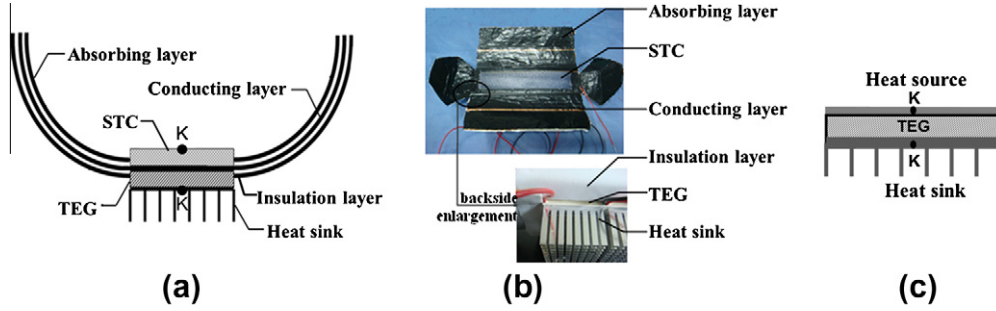 Absorbing layer
Conducting layer
STC
K
TEG
K
Insulation layer
Heat sink
(a)
Absorbing layer
STC
Conducting layer
Insulation layer
backside
enlargement
TEG
Heat sink
(b)
Heat source
K
TEG
K
Heat sink
(c)